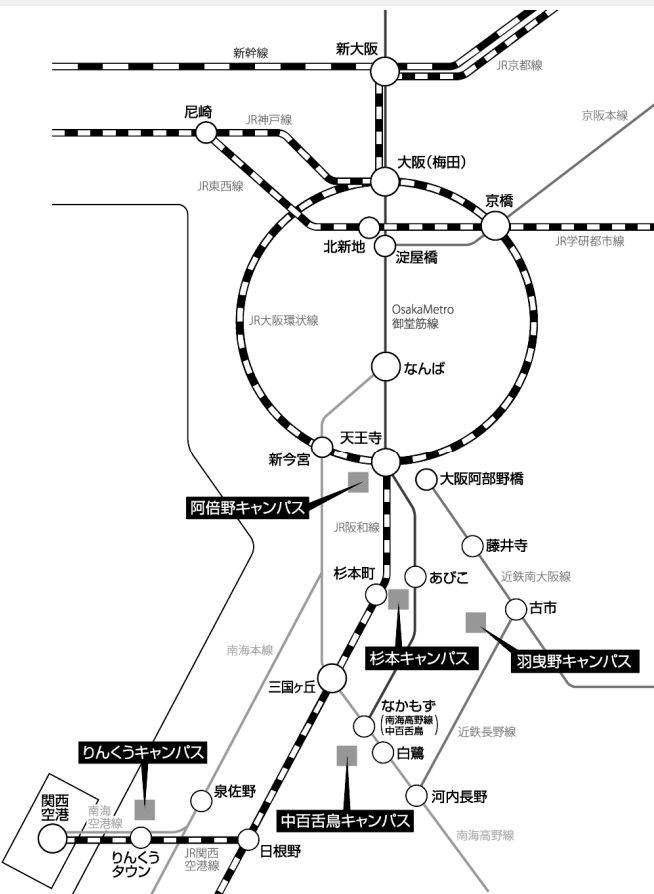 新幹線
新大阪
JR京都線
尼崎
JR神戸線
京阪本線
大阪（梅田）
JR東西線
京橋
北新地
淀屋橋
JR学研都市線
OsakaMetro
御堂筋線
JR大阪環状線
なんば
天王寺
新今宮
大阪阿部野橋
阿倍野キャンパス
JR阪和線
藤井寺
杉本町
あびこ
近鉄南大阪線
古市
南海本線
杉本キャンパス
羽曳野キャンパス
三国ヶ丘
なかもず
（南海高野線
中百舌鳥）
近鉄長野線
りんくうキャンパス
白鷺
関西
空港
南海
空港線
泉佐野
河内長野
中百舌鳥キャンパス
南海高野線
りんくう
タウン
JR関西
空港線
日根野